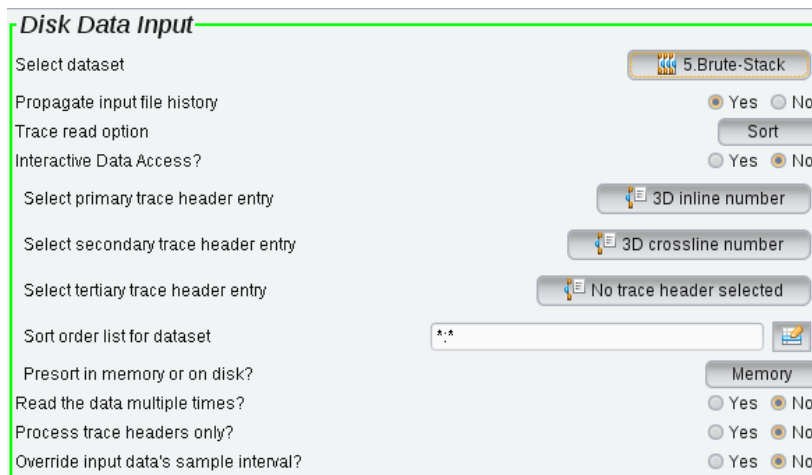 Disk Data Input
Select dataset 5.Brute-Stack
Propagate input file history Yes No
Trace read option Sort
Interactive Data Access? Yes No
Select primary trace header entry 3D inline number
Select secondary trace header entry 3D crossline number
Select tertiary trace header entry No trace header selected
Sort order list for dataset *:*
Presort in memory or on disk? Memory
Read the data multiple times? Yes No
Process trace headers only? Yes No
Override input data's sample interval? Yes No